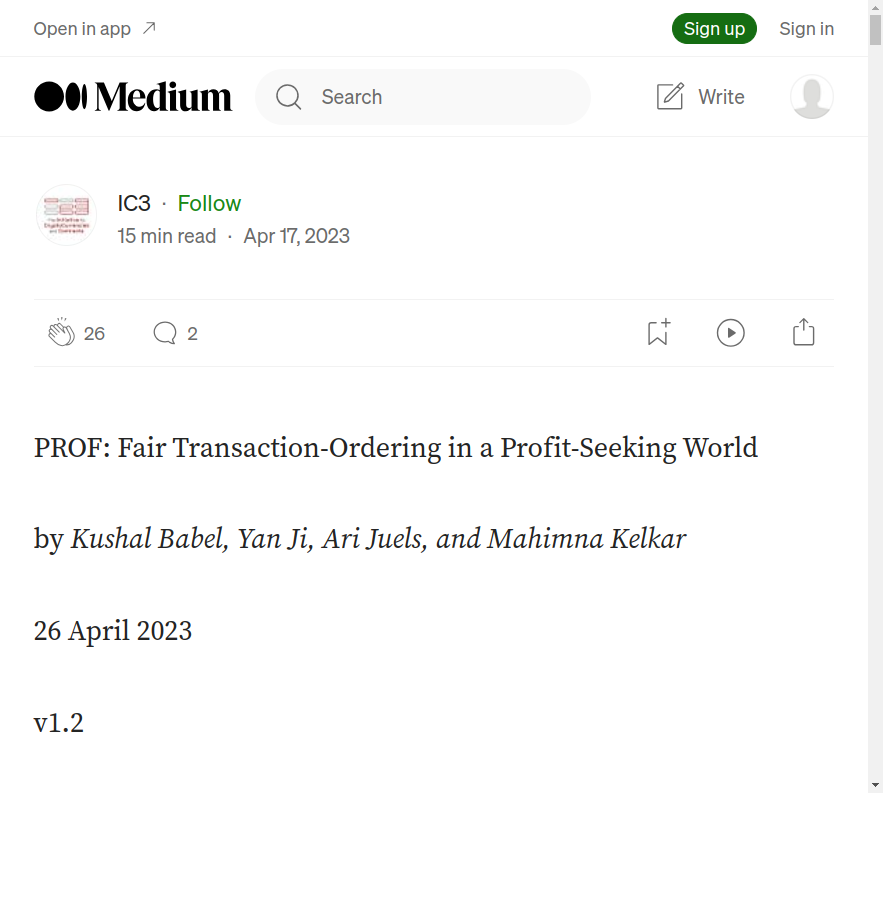 Open in app
Sign up
Sign in
Medium
Search
Write
IC3 · Follow
15 min read · Apr 17, 2023
26
2
PROF: Fair Transaction-Ordering in a Profit-Seeking World
by Kushal Babel, Yan Ji, Ari Juels, and Mahimna Kelkar
26 April 2023
v1.2